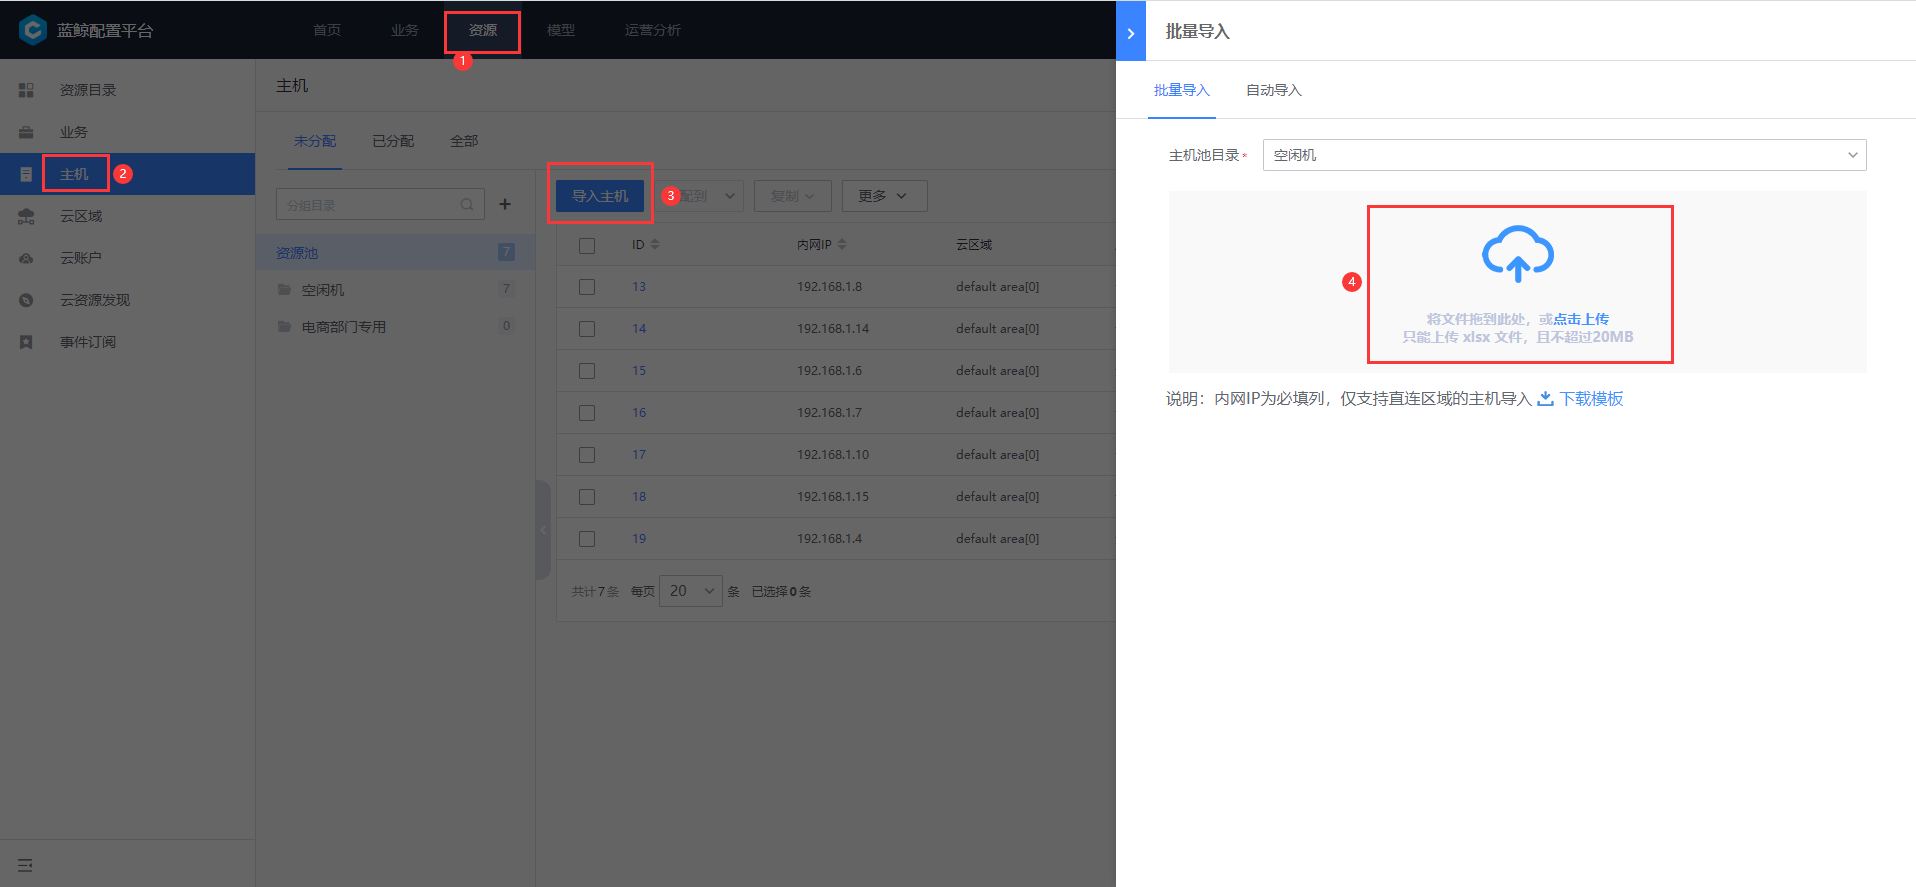 蓝鲸配置平台
首页
业务
资源
模型
运营分析
1
资源目录
业务
主机
2
云区域
云账户
云资源发现
事件订阅
主机
未分配
已分配
全部
分组目录
资源池
7
空闲机
7
电商部门专用
0
导入主机
3
配到
复制
更多
ID
内网IP
云区域
13
192.168.1.8
default area[0]
14
192.168.1.14
default area[0]
15
192.168.1.6
default area[0]
16
192.168.1.7
default area[0]
17
192.168.1.10
default area[0]
18
192.168.1.15
default area[0]
19
192.168.1.4
default area[0]
共计7条 每页 20 条 已选择0条
批量导入
批量导入
自动导入
主机池目录*
空闲机
4
将文件拖到此处，或点击上传
只能上传 xlsx 文件，且不超过20MB
说明：内网IP为必填列，仅支持直连区域的主机导入 下载模板